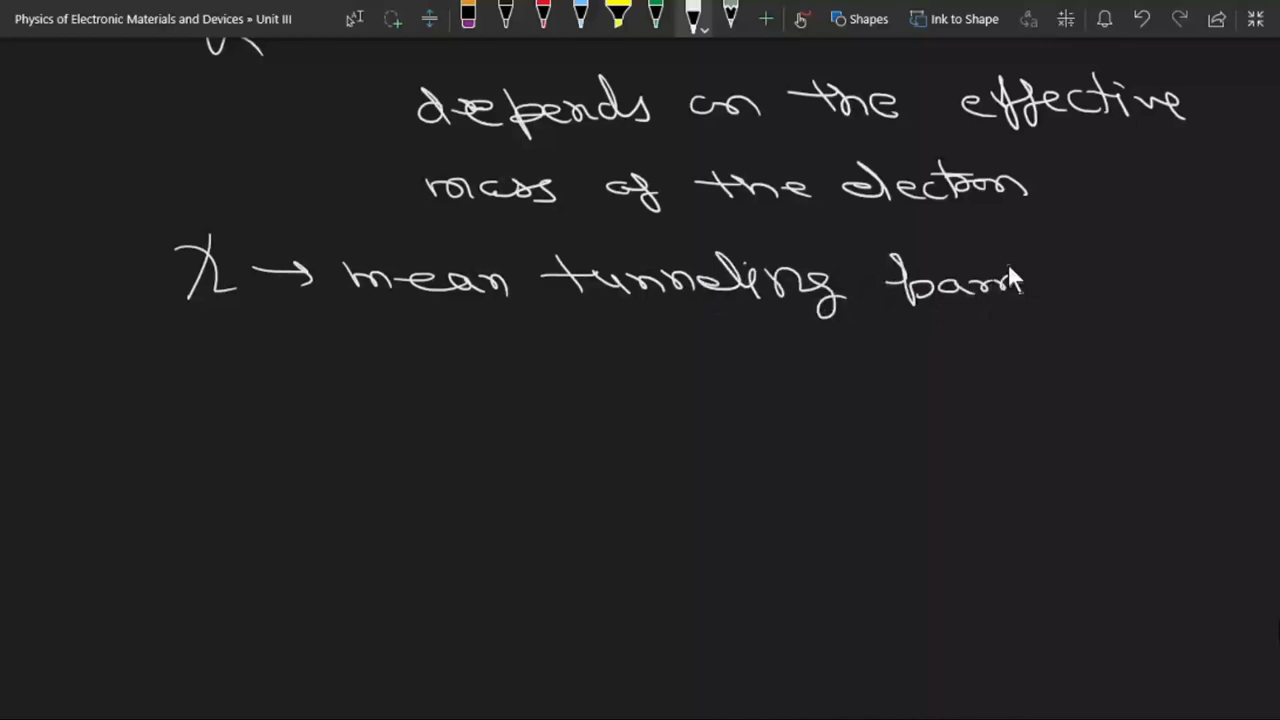 Physics of Electronic Materials and Devices » Unit III
Shapes
Ink to Shape
depends on the effective
mass of the electron
→ mean tunneling barr